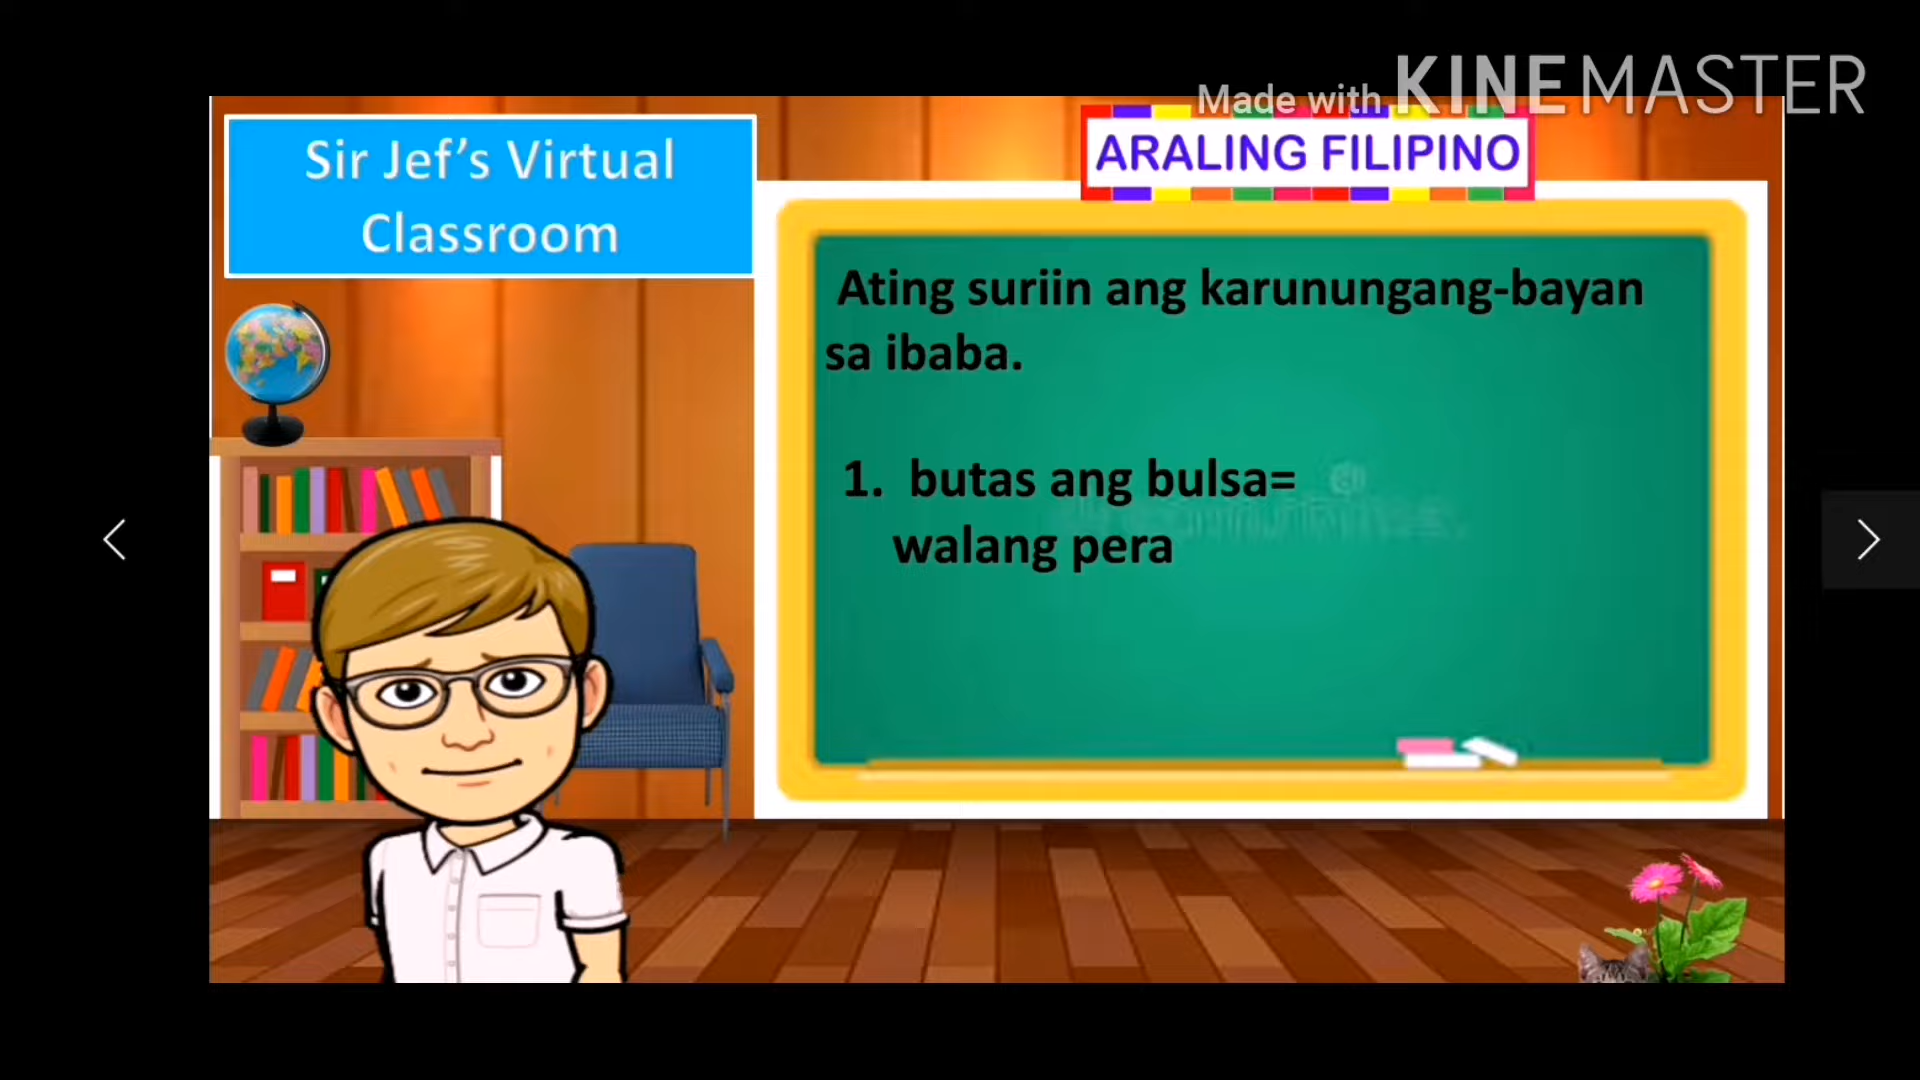 Made with KINEMASTER
Sir Jef's Virtual
Classroom
ARALING FILIPINO
Ating suriin ang karunungang-bayan
sa ibaba.
1. butas ang bulsa=
walang pera